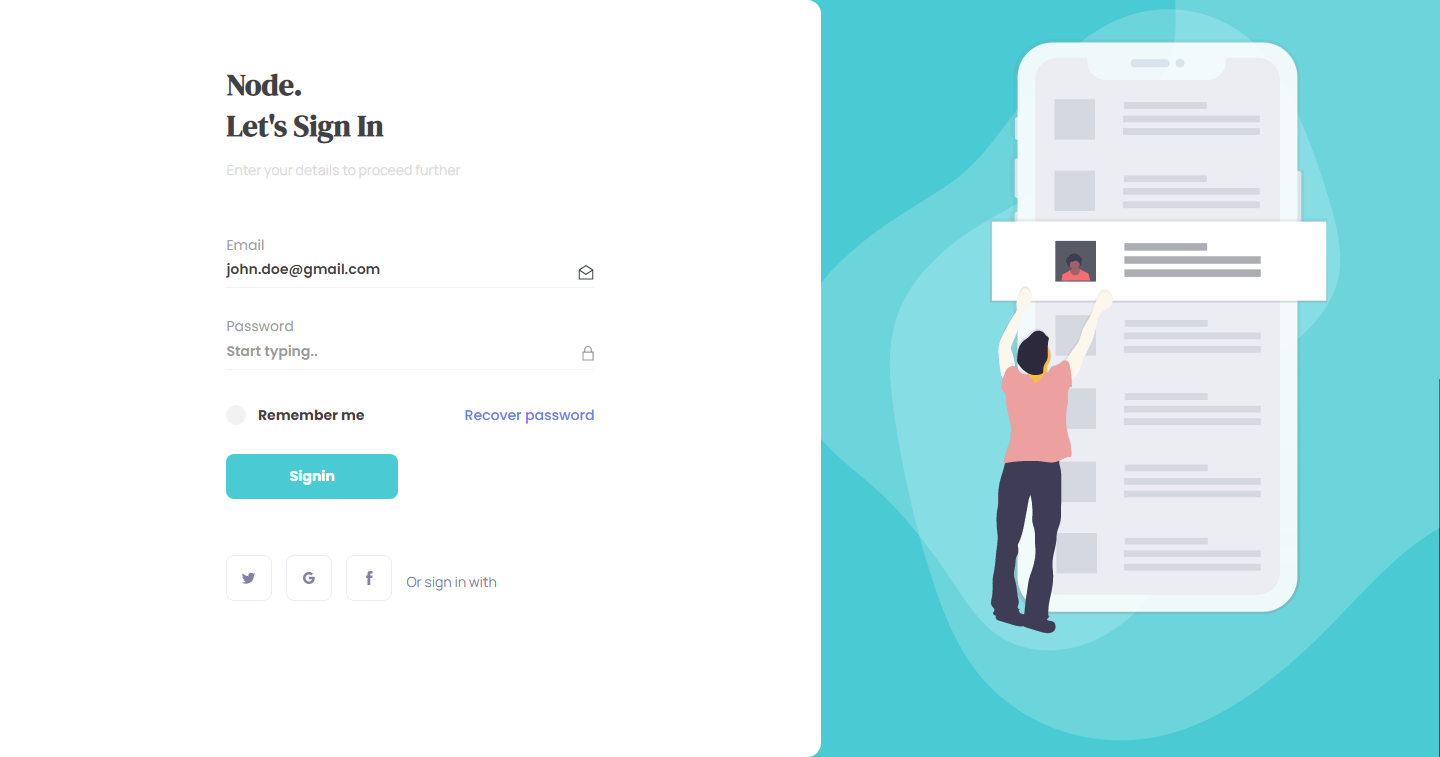 Node.
Let's Sign In
Enter your details to proceed further
Email
john.doe@gmail.com
Password
Start typing..
Remember me
Recover password
Signin
Or sign in with